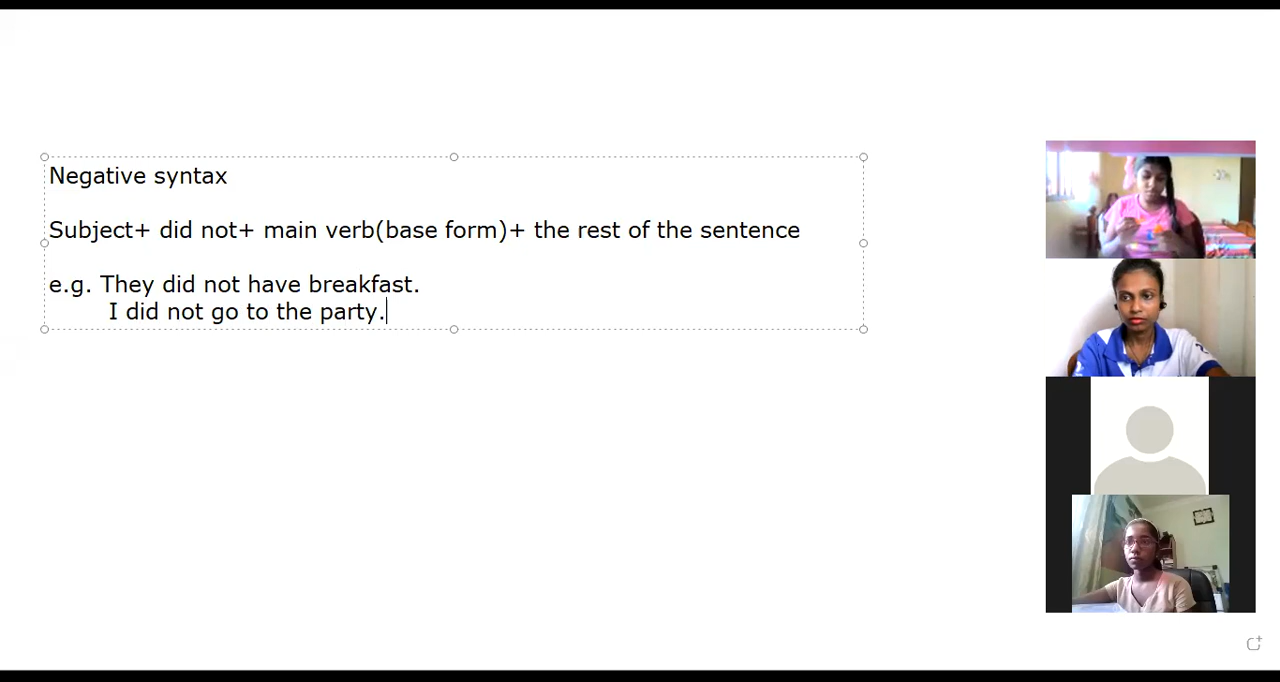 Negative syntax
Subject+ did not+ main verb(base form)+ the rest of the sentence
e.g. They did not have breakfast.
I did not go to the party.